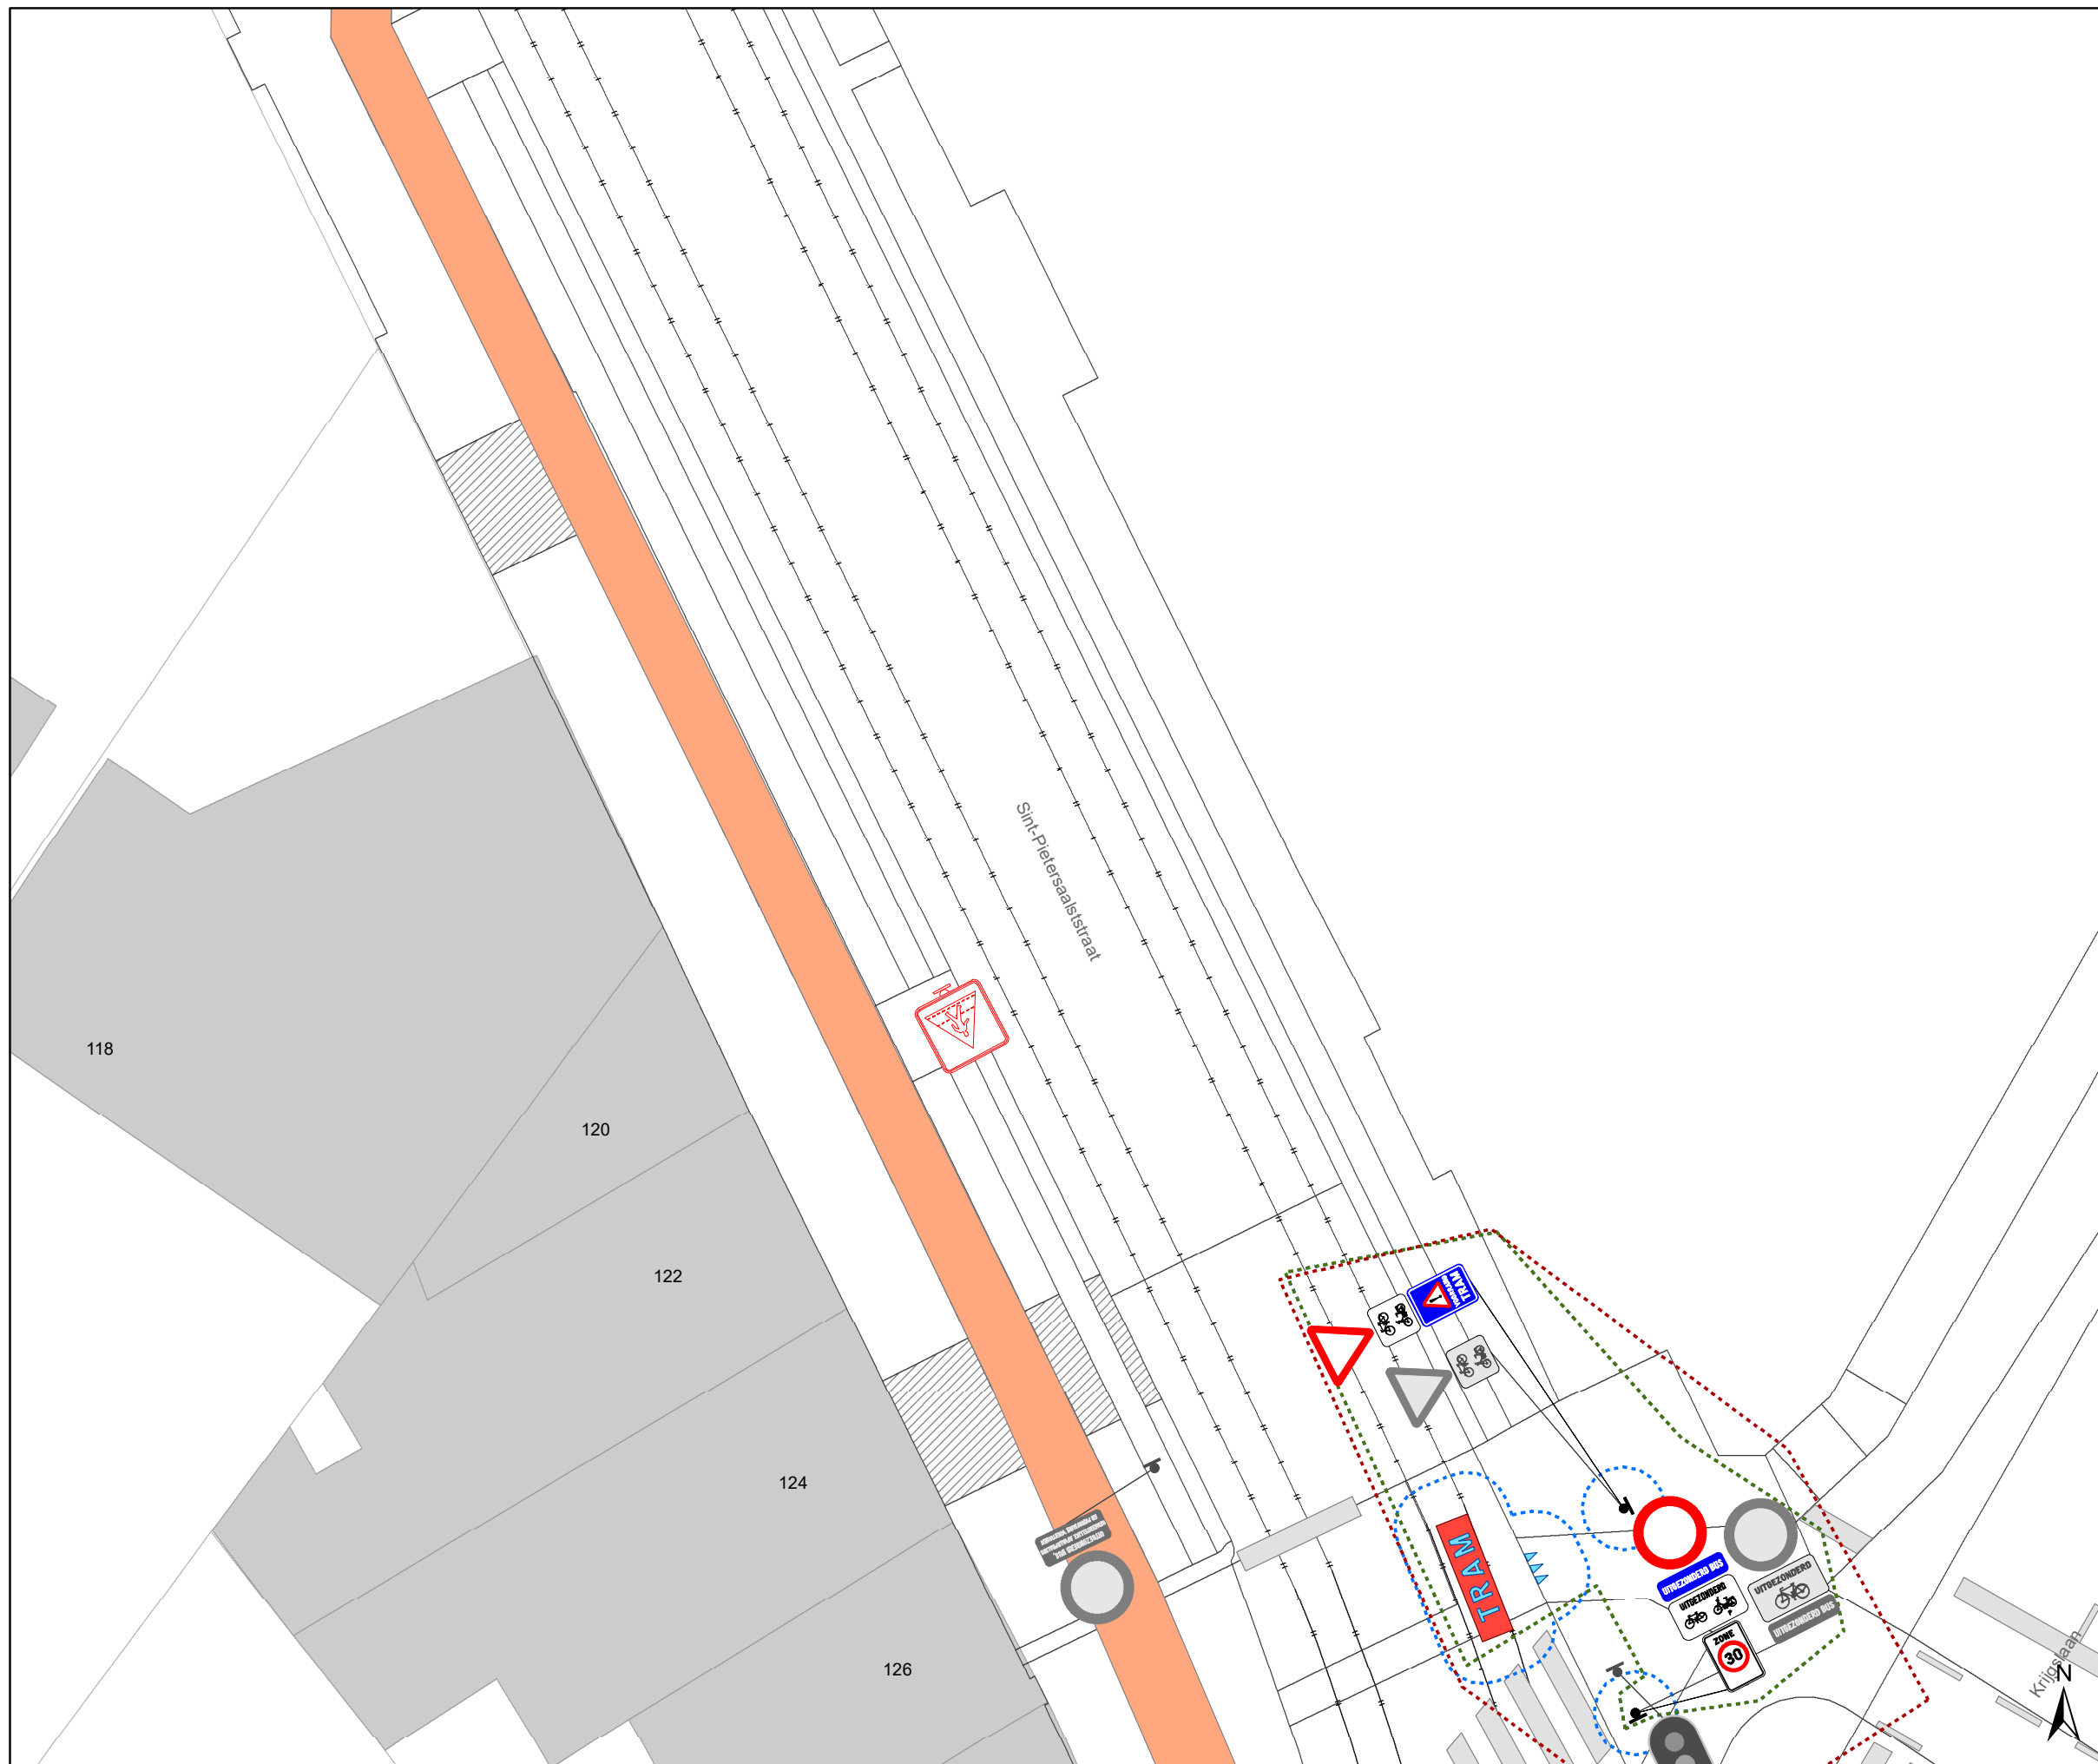 Sint-Pietersaalststraat
118
120
122
124
126
TRAM
TRAM
UITGEZONDERD BUS
UITGEZONDERD
P
ZONE
30
UITGEZONDERD
UITGEZONDERD BUS
Krijgslaan
N